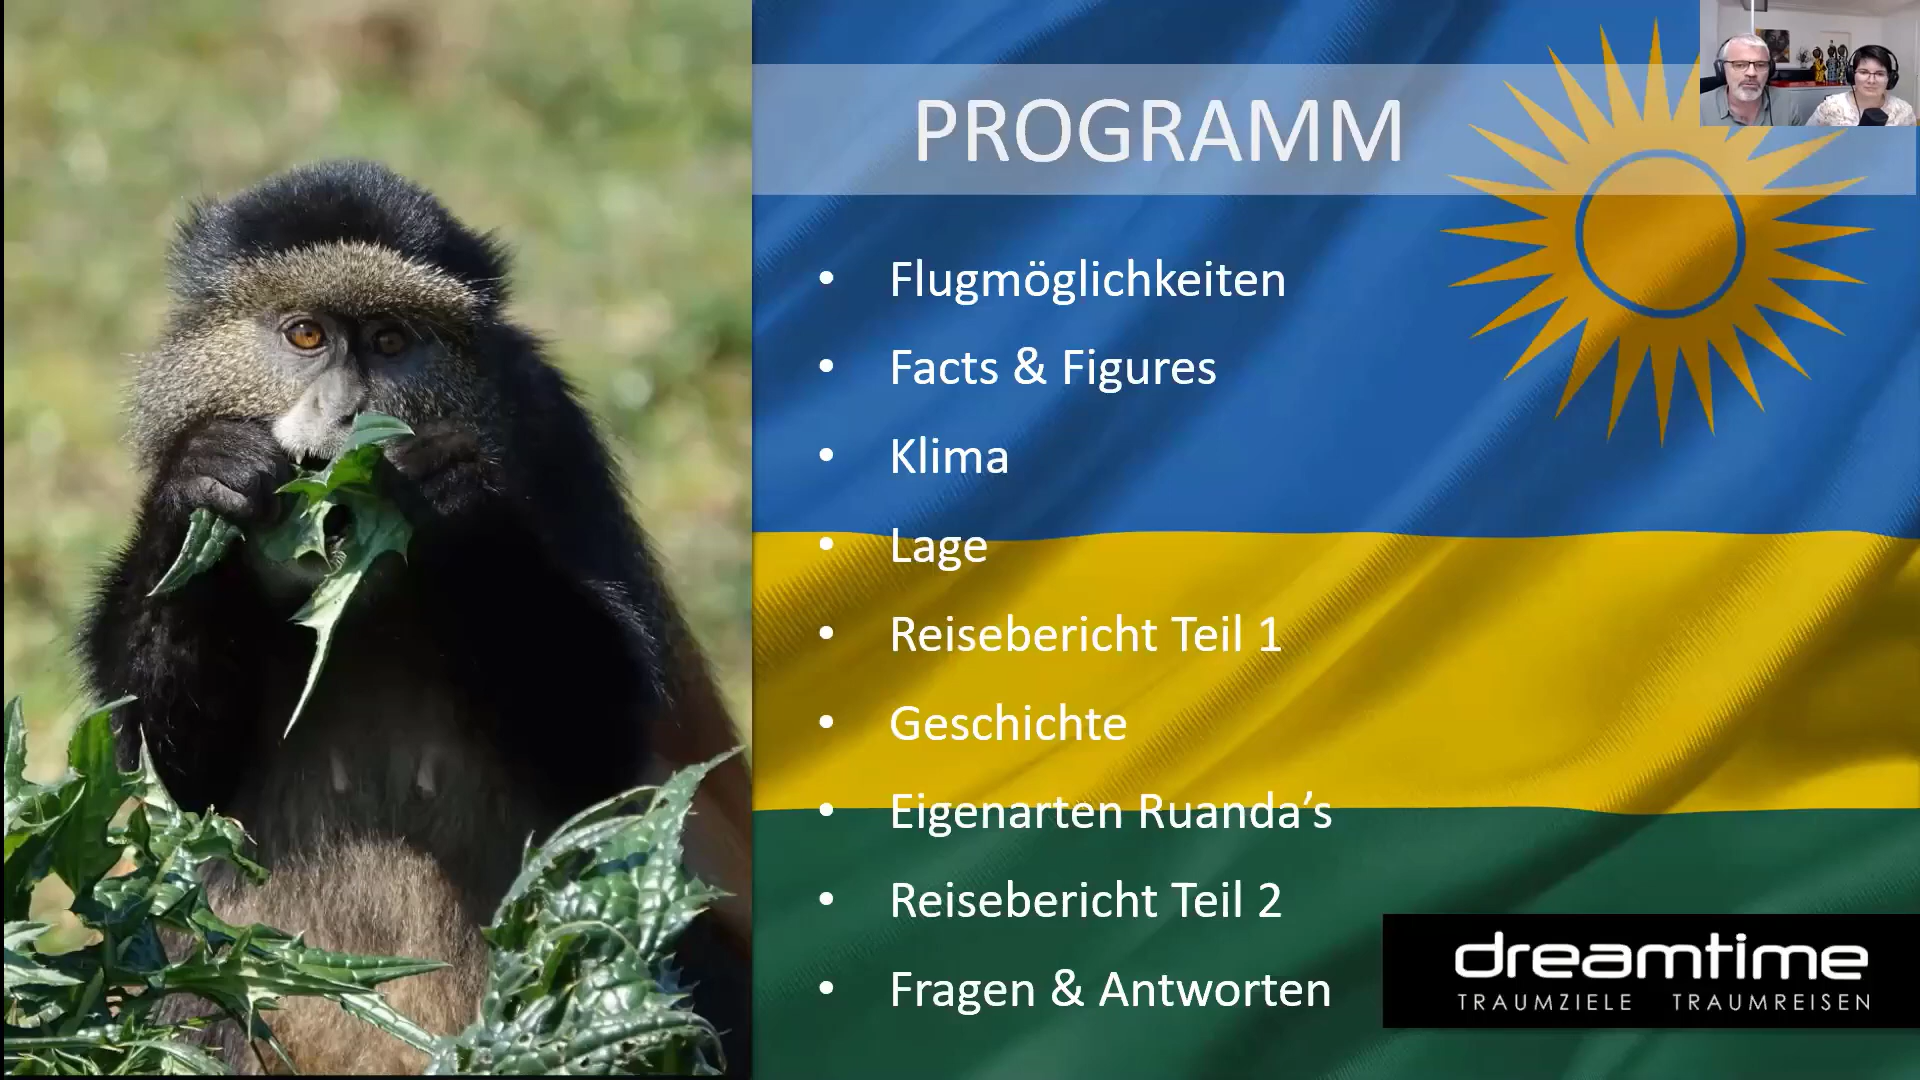 PROGRAMM
• Flugmöglichkeiten
• Facts & Figures
• Klima
• Lage
• Reisebericht Teil 1
• Geschichte
• Eigenarten Ruanda’s
• Reisebericht Teil 2
• Fragen & Antworten
dreamtime
TRAUMZIELE TRAUMREISEN